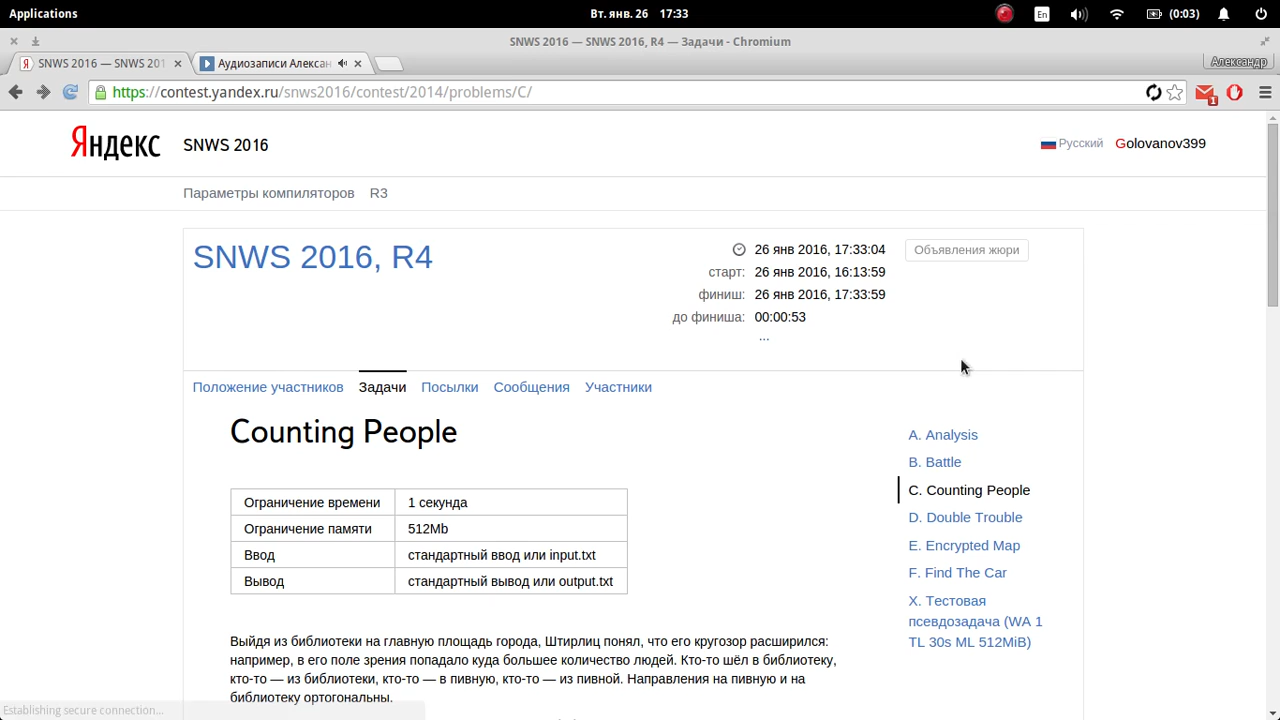 Applications
Вт. янв. 26 17:33
En
(0:03)
SNWS 2016 — SNWS 2016, R4 — Задачи - Chromium
Я SNWS 2016 — SNWS 201
Аудиозаписи Алексан
Александр
https://contest.yandex.ru/snws2016/contest/2014/problems/C/
1
Яндекс
SNWS 2016
Русский
Golovanov399
Параметры компиляторов R3
SNWS 2016, R4
26 янв 2016, 17:33:04
Объявления жюри
старт: 26 янв 2016, 16:13:59
финиш: 26 янв 2016, 17:33:59
до финиша: 00:00:53
...
Положение участников Задачи Посылки Сообщения Участники
Counting People
Ограничение времени 1 секунда
Ограничение памяти 512Mb
Ввод стандартный ввод или input.txt
Вывод стандартный вывод или output.txt
Выйдя из библиотеки на главную площадь города, Штирлиц понял, что его кругозор расширился:
например, в его поле зрения попадало куда большее количество людей. Кто-то шёл в библиотеку,
кто-то — из библиотеки, кто-то — в пивную, кто-то — из пивной. Направления на пивную и на
библиотеку ортогональны.
A. Analysis
B. Battle
C. Counting People
D. Double Trouble
E. Encrypted Map
F. Find The Car
X. Тестовая
псевдозадача (WA 1
TL 30s ML 512MiB)
Establishing secure connection...